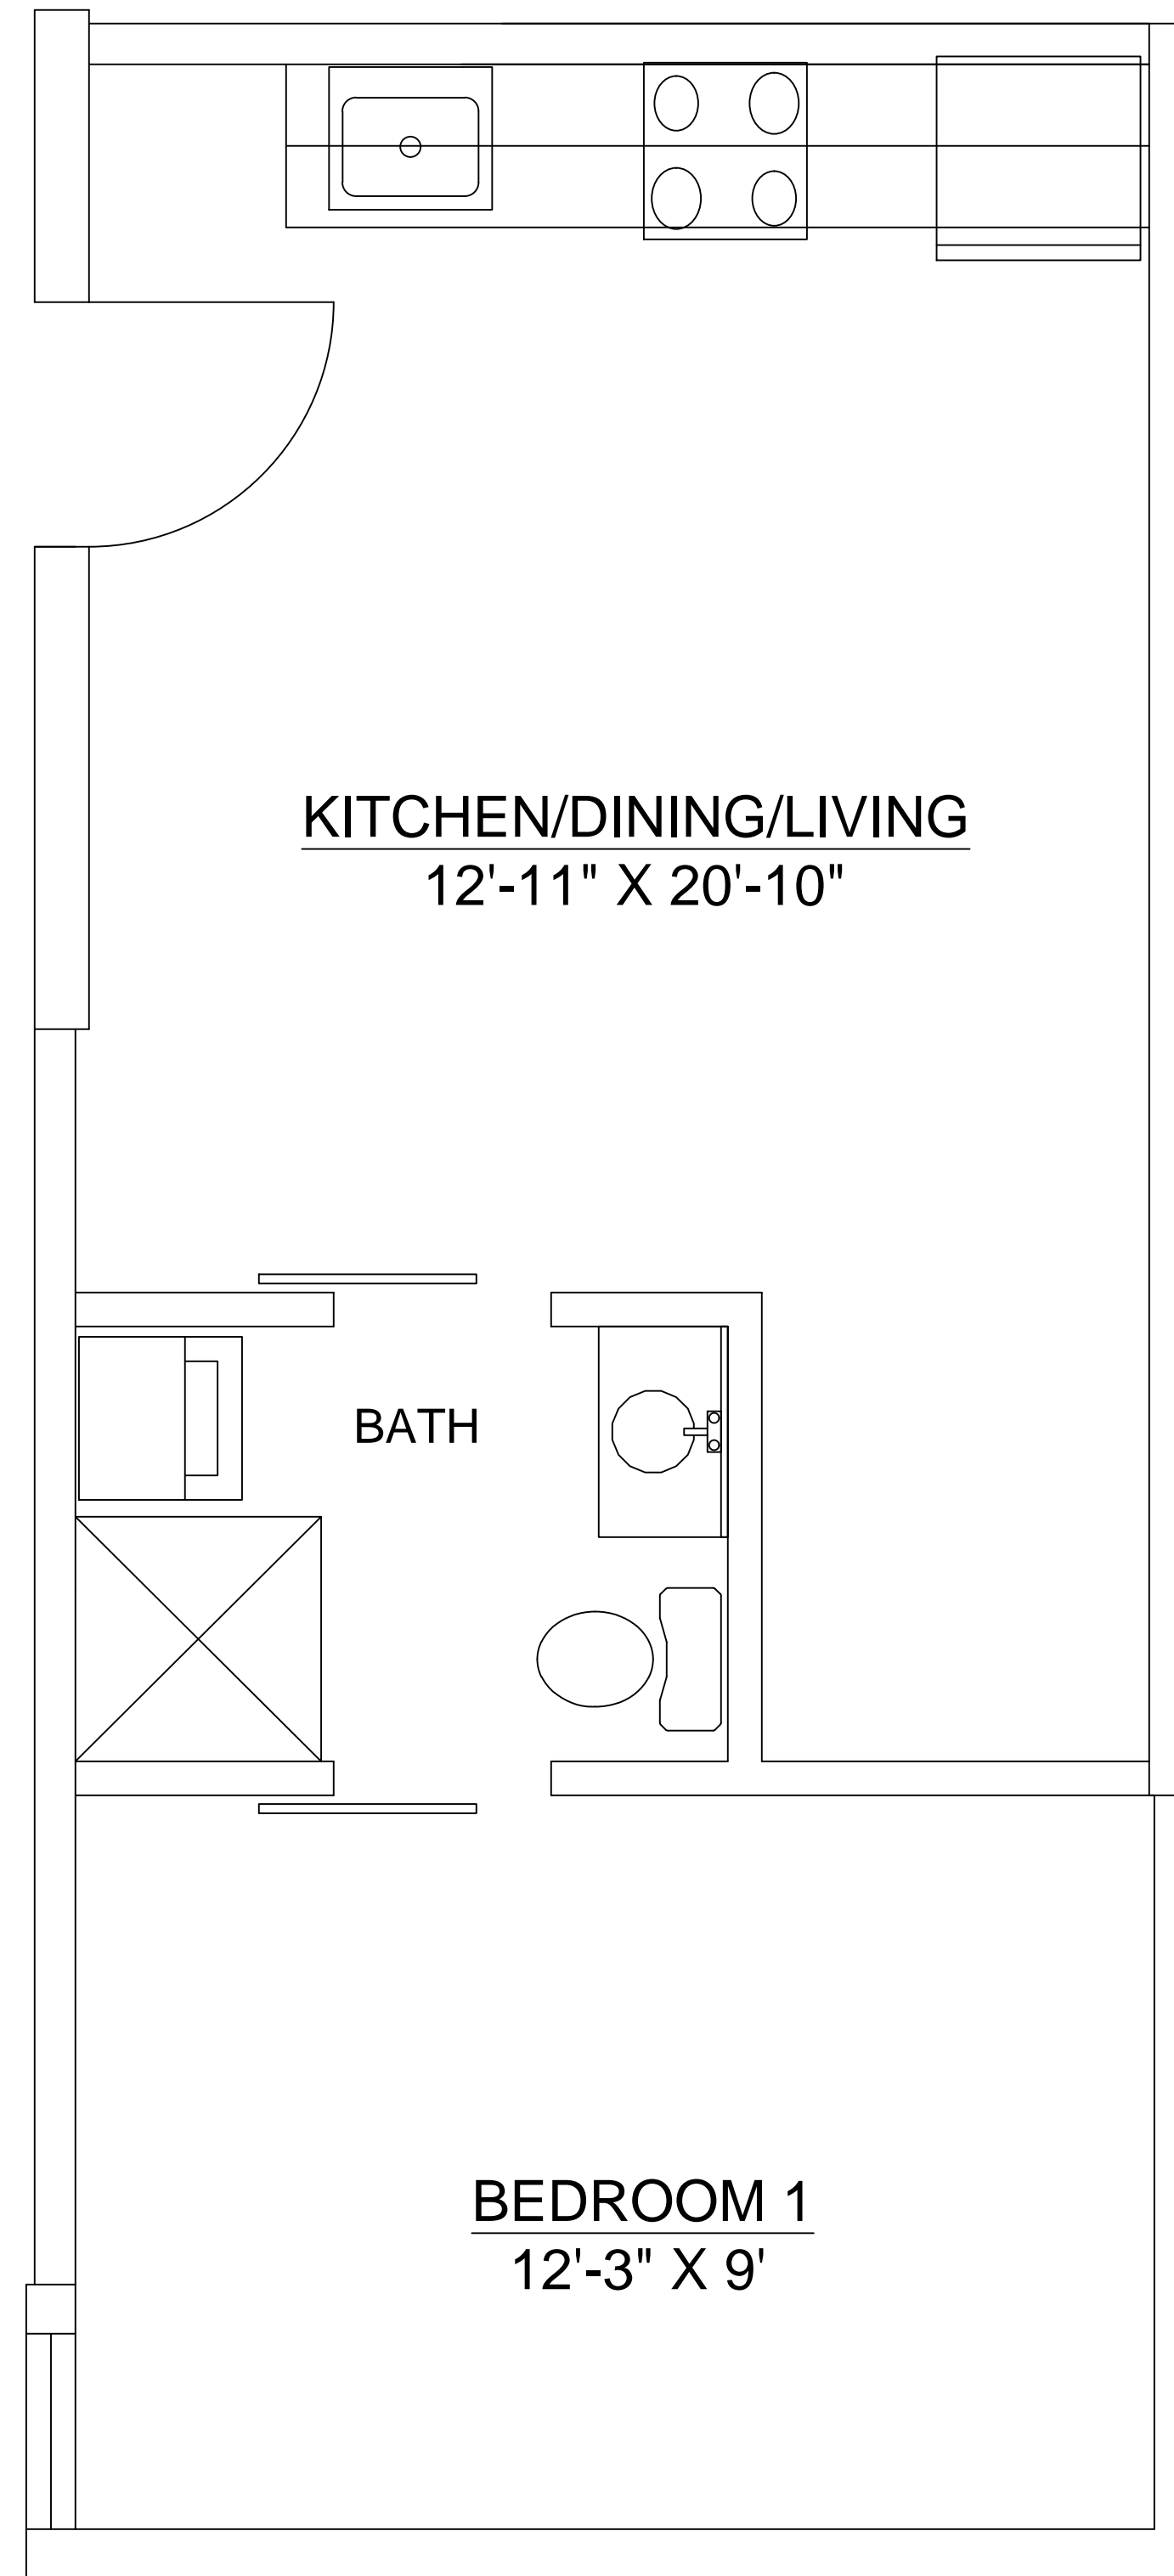 KITCHEN/DINING/LIVING
12'-11" X 20'-10"
BATH
BEDROOM 1
12'-3" X 9'